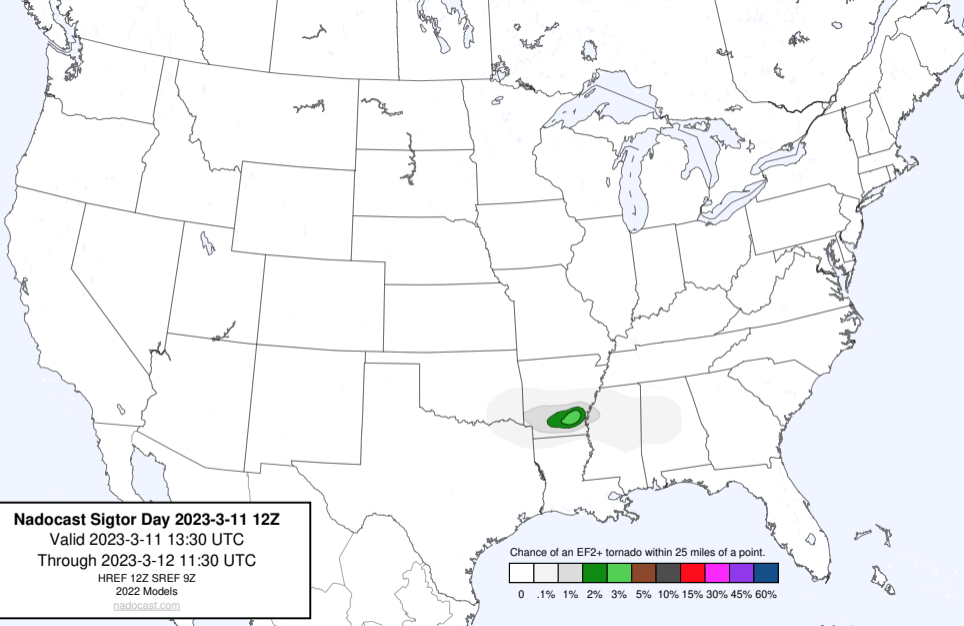 Nadocast Sigtor Day 2023-3-11 12Z
Valid 2023-3-11 13:30 UTC
Through 2023-3-12 11:30 UTC
HREF 12Z SREF 9Z
2022 Models
nadocast.com
Chance of an EF2+ tornado within 25 miles of a point.
0 .1% 1% 2% 3% 5% 10% 15% 30% 45% 60%